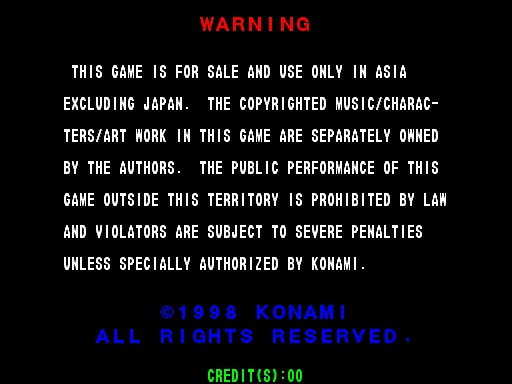 WARNING
THIS GAME IS FOR SALE AND USE ONLY IN ASIA
EXCLUDING JAPAN. THE COPYRIGHTED MUSIC/CHARAC-
TERS/ART WORK IN THIS GAME ARE SEPARATELY OWNED
BY THE AUTHORS. THE PUBLIC PERFORMANCE OF THIS
GAME OUTSIDE THIS TERRITORY IS PROHIBITED BY LAW
AND VIOLATORS ARE SUBJECT TO SEVERE PENALTIES
UNLESS SPECIALLY AUTHORIZED BY KONAMI.
©1998 KONAMI
ALL RIGHTS RESERVED.
CREDIT(S):00